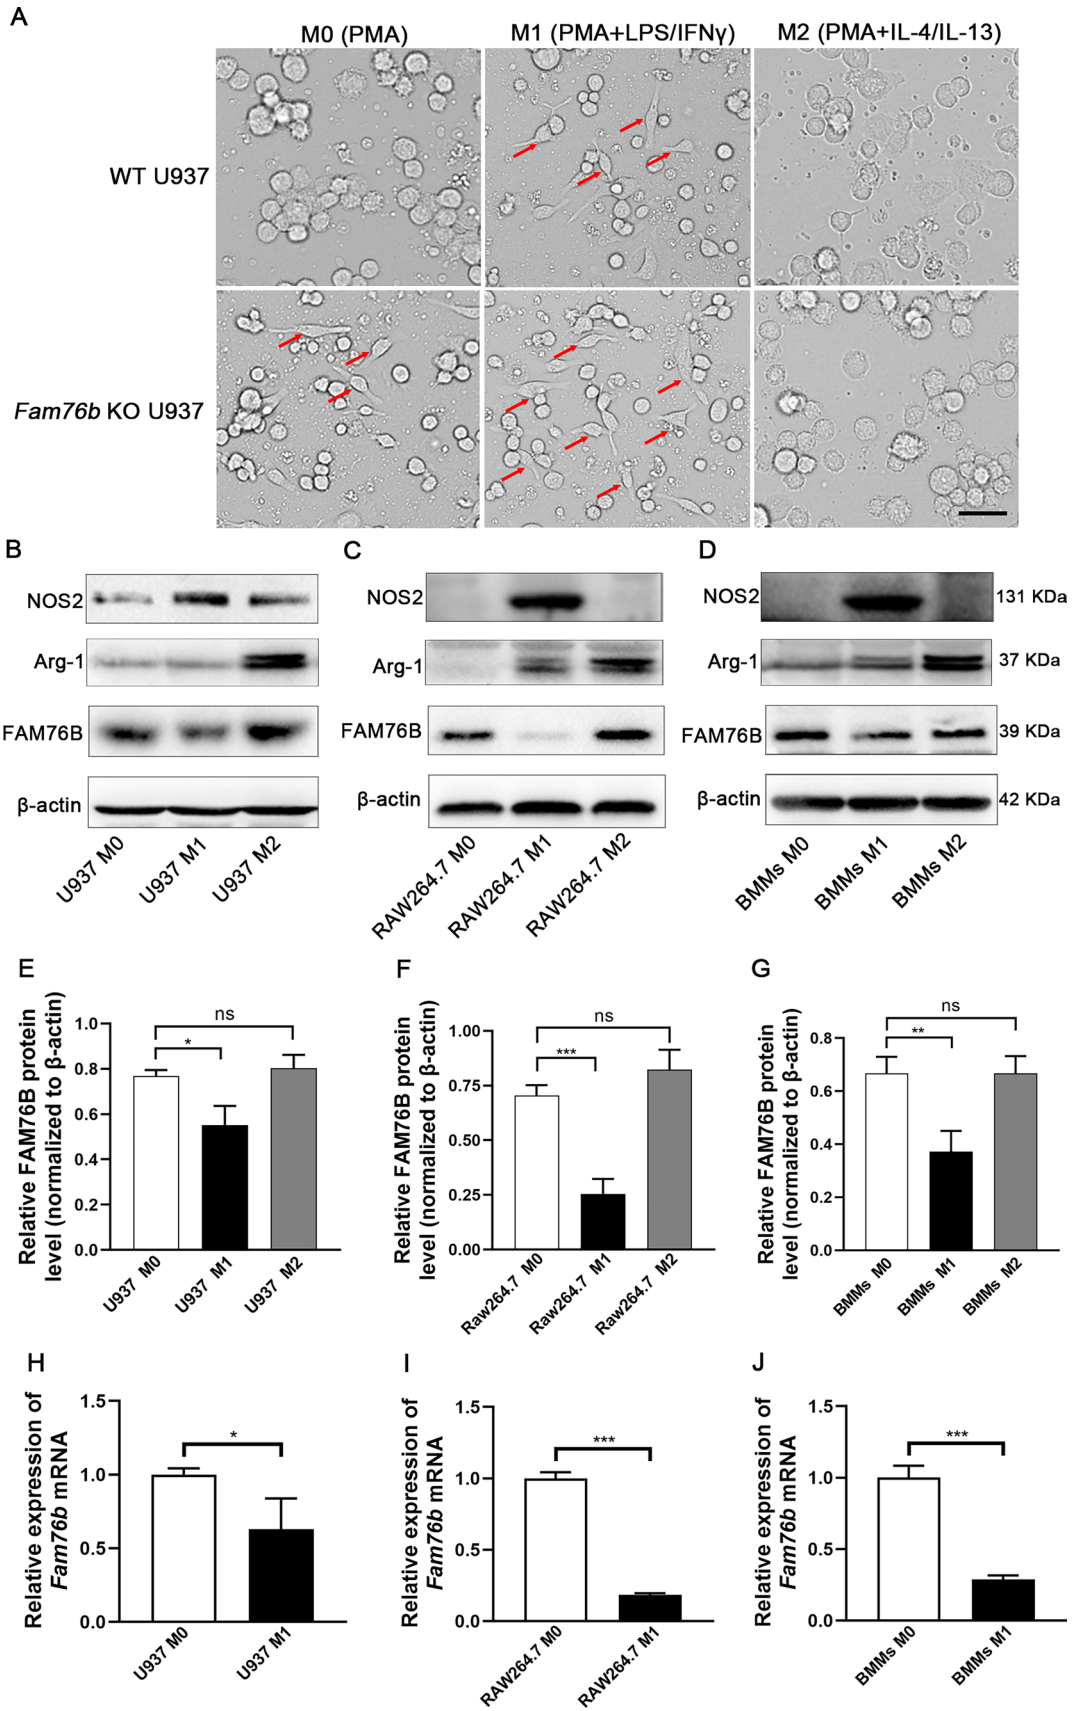 A
M0 (PMA)
M1 (PMA+LPS/IFNγ)
M2 (PMA+IL-4/IL-13)
WT U937
Fam76b KO U937
B
NOS2
Arg-1
FAM76B
β-actin
U937 M0
U937 M1
U937 M2
C
NOS2
Arg-1
FAM76B
β-actin
RAW264.7 M0
RAW264.7 M1
RAW264.7 M2
D
NOS2
131 KDa
Arg-1
37 KDa
FAM76B
39 KDa
β-actin
42 KDa
BMMs M0
BMMs M1
BMMs M2
E
Relative FAM76B protein
level (normalized to β-actin)
1.0
0.8
0.6
0.4
0.2
0.0
ns
*
U937 M0
U937 M1
U937 M2
F
Relative FAM76B protein
level (normalized to β-actin)
1.00
0.75
0.50
0.25
0.00
ns
***
Raw264.7 M0
Raw264.7 M1
Raw264.7 M2
G
Relative FAM76B protein
level (normalized to β-actin)
0.8
0.6
0.4
0.2
0.0
ns
**
BMMs M0
BMMs M1
BMMs M2
H
Relative expression of
Fam76b mRNA
1.5
1.0
0.5
0.0
*
U937 M0
U937 M1
I
Relative expression of
Fam76b mRNA
1.5
1.0
0.5
0.0
***
RAW264.7 M0
RAW264.7 M1
J
Relative expression of
Fam76b mRNA
1.5
1.0
0.5
0.0
***
BMMs M0
BMMs M1